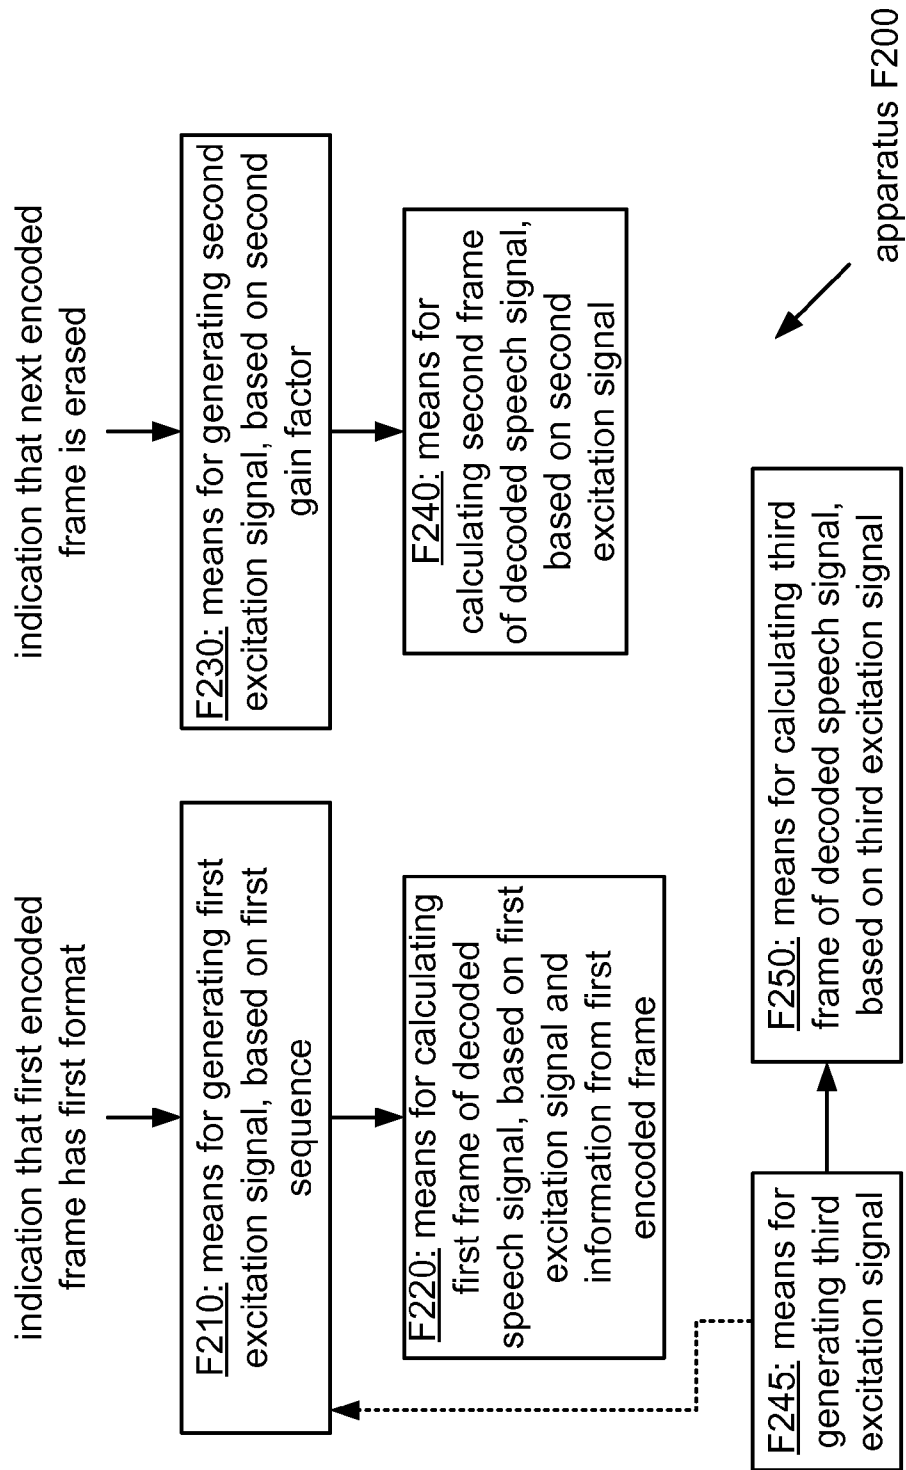 indication that first encoded
frame has first format
F210: means for generating first
excitation signal, based on first
sequence
F220: means for calculating
first frame of decoded
speech signal, based on first
excitation signal and
information from first
encoded frame
indication that next encoded
frame is erased
F230: means for generating second
excitation signal, based on second
gain factor
F240: means for
calculating second frame
of decoded speech signal,
based on second
excitation signal
F245: means for
generating third
excitation signal
F250: means for calculating third
frame of decoded speech signal,
based on third excitation signal
apparatus F200